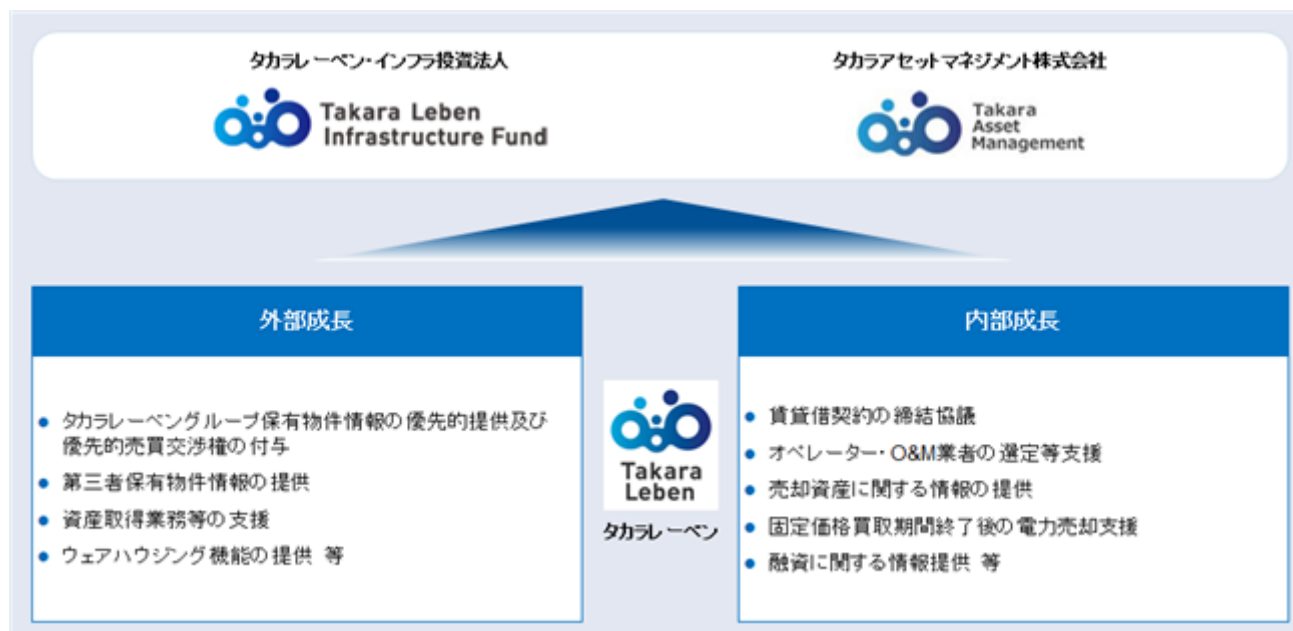 タカラレーベン・インフラ投資法人
Takara Leben
Infrastructure Fund
タカラアセットマネジメント株式会社
Takara
Asset
Management
外部成長
タカラレーベングループ保有物件情報の優先的提供及び
優先的売買交渉権の付与
第三者保有物件情報の提供
資産取得業務等の支援
ウェアハウジング機能の提供 等
Takara
Leben
タカラレーベン
内部成長
賃貸借契約の締結協議
オペレーター・O&M業者の選定等支援
売却資産に関する情報の提供
固定価格買取期間終了後の電力売却支援
融資に関する情報提供 等